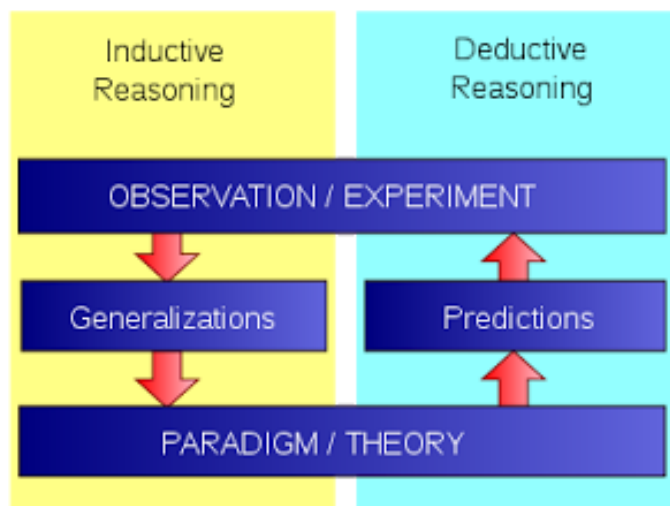 Inductive
Reasoning
Deductive
Reasoning
OBSERVATION / EXPERIMENT
Generalizations
Predictions
PARADIGM / THEORY